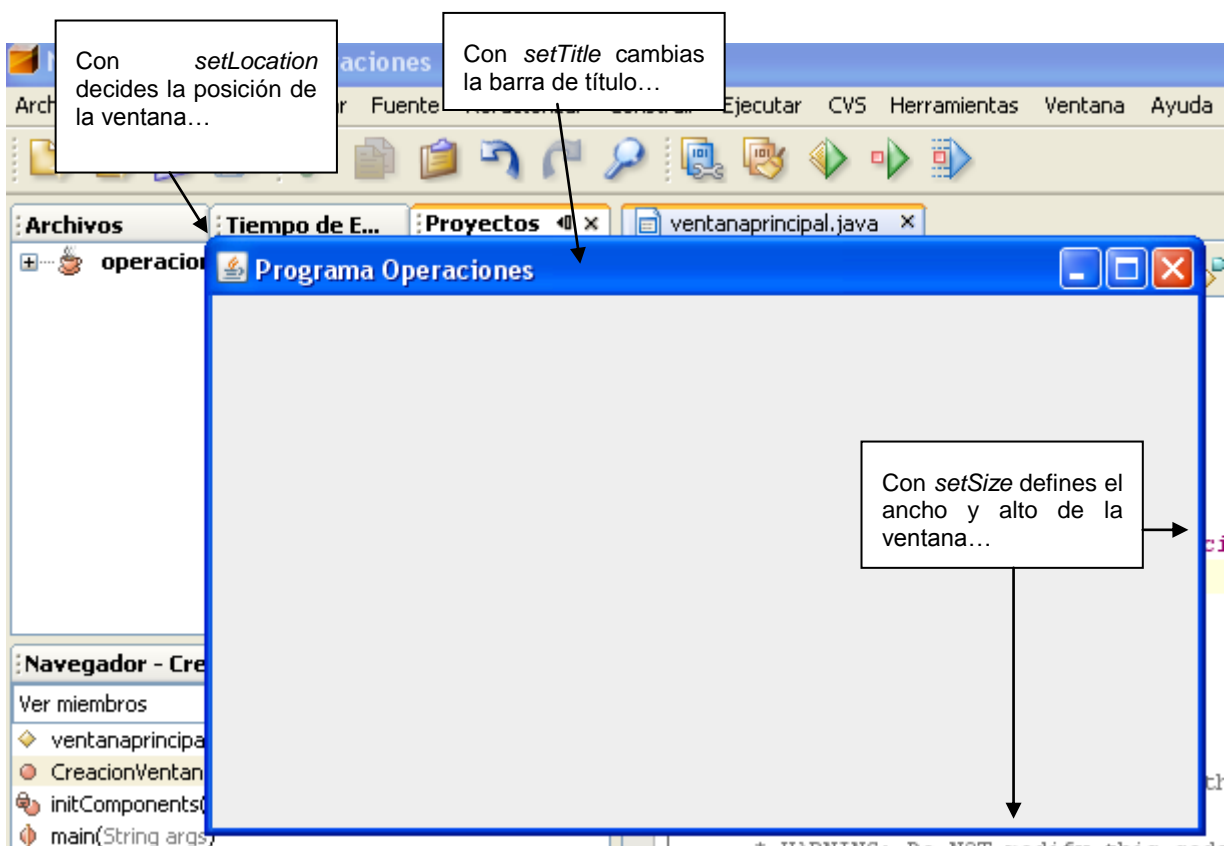 Con setLocation
decides la posición de
la ventana…
Con setTitle cambias
la barra de título…
aciones
Fuente
Ejecutar CVS Herramientas Ventana Ayuda
Archivos Tiempo de E... Proyectos ventanaprincipal.java
operacion
Programa Operaciones
Con setSize defines el
ancho y alto de la
ventana…
Navegador - Cre
Ver miembros
ventanaprincipa
CreacionVentan
initComponents(
main(String args)